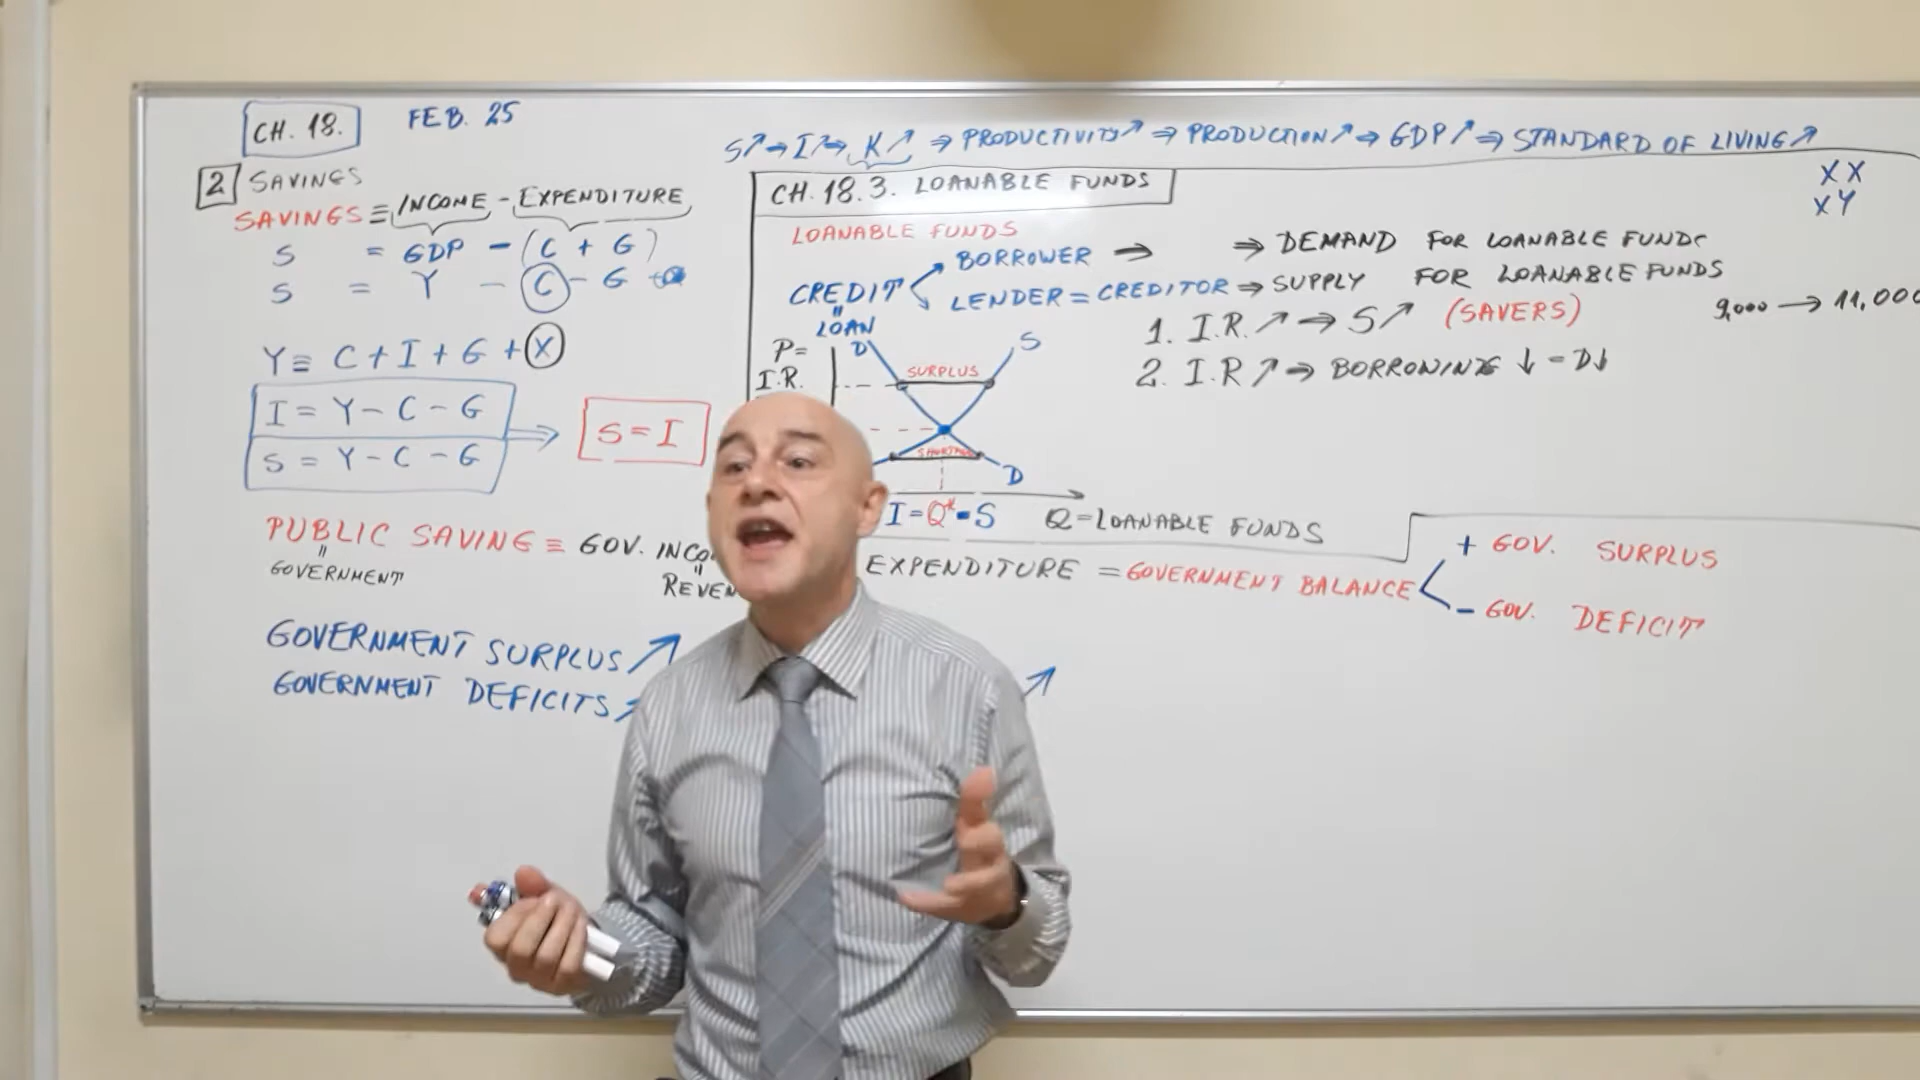 CH. 18. FEB. 25
2 SAVINGS
SAVINGS ≡ INCOME - EXPENDITURE
S = GDP - (C + G)
S = Y - C - G
Y ≡ C + I + G + X
I = Y - C - G
S = Y - C - G
⇒ S = I
PUBLIC SAVING ≡ GOV.
EXPENDITURE = GOVERNMENT BALANCE
"
GOVERNMENT
+ GOV. SURPLUS
- GOV. DEFICIT
GOVERNMENT SURPLUS ↗
GOVERNMENT DEFICITS ↗
↗
S↗ → I↗ → K↗ ⇒ PRODUCTIVITY↗ ⇒ PRODUCTION↗ ⇒ GDP↗ ⇒ STANDARD OF LIVING↗
XX
XY
CH. 18.3. LOANABLE FUNDS
LOANABLE FUNDS
BORROWER → ⇒ DEMAND FOR LOANABLE FUNDS
CREDIT
LENDER = CREDITOR ⇒ SUPPLY FOR LOANABLE FUNDS
"
LOAN
1. I.R. ↗ ⇒ S↗ (SAVERS)
9,000 → 11,000
2. I.R ↗ ⇒ BORROWING ↓ = D↓
P=
I.R.
D
S
SURPLUS
D
I = Q* = S
Q = LOANABLE FUNDS